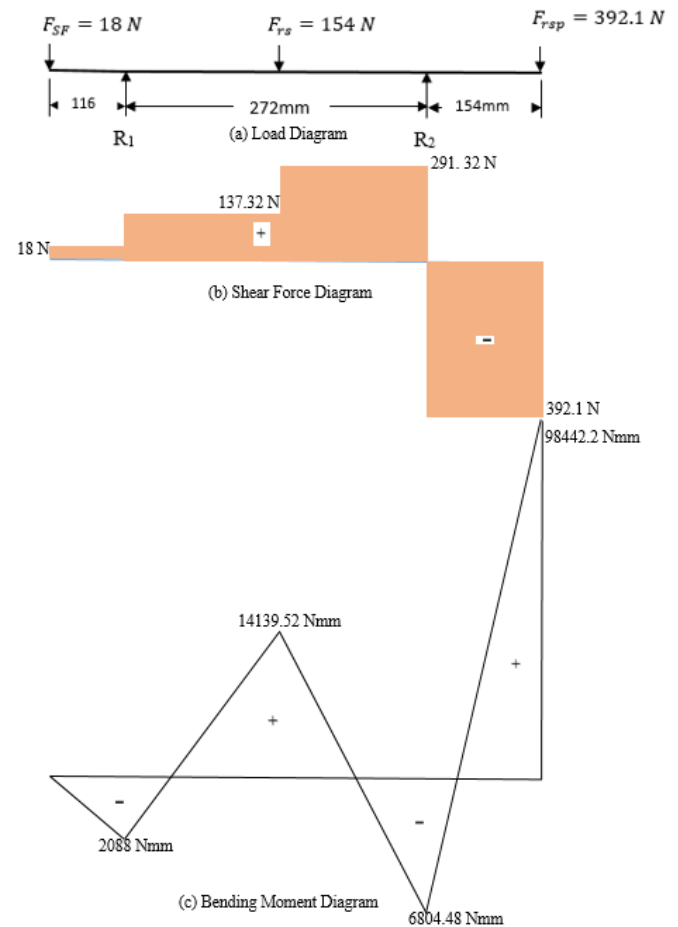 F_SF = 18 N F_rs = 154 N F_rsp = 392.1 N
116 272mm 154mm
R1 R2
(a) Load Diagram
291. 32 N
137.32 N
+
18 N
(b) Shear Force Diagram
-
392.1 N
98442.2 Nmm
14139.52 Nmm
+
+
-
-
2088 Nmm
(c) Bending Moment Diagram
6804.48 Nmm